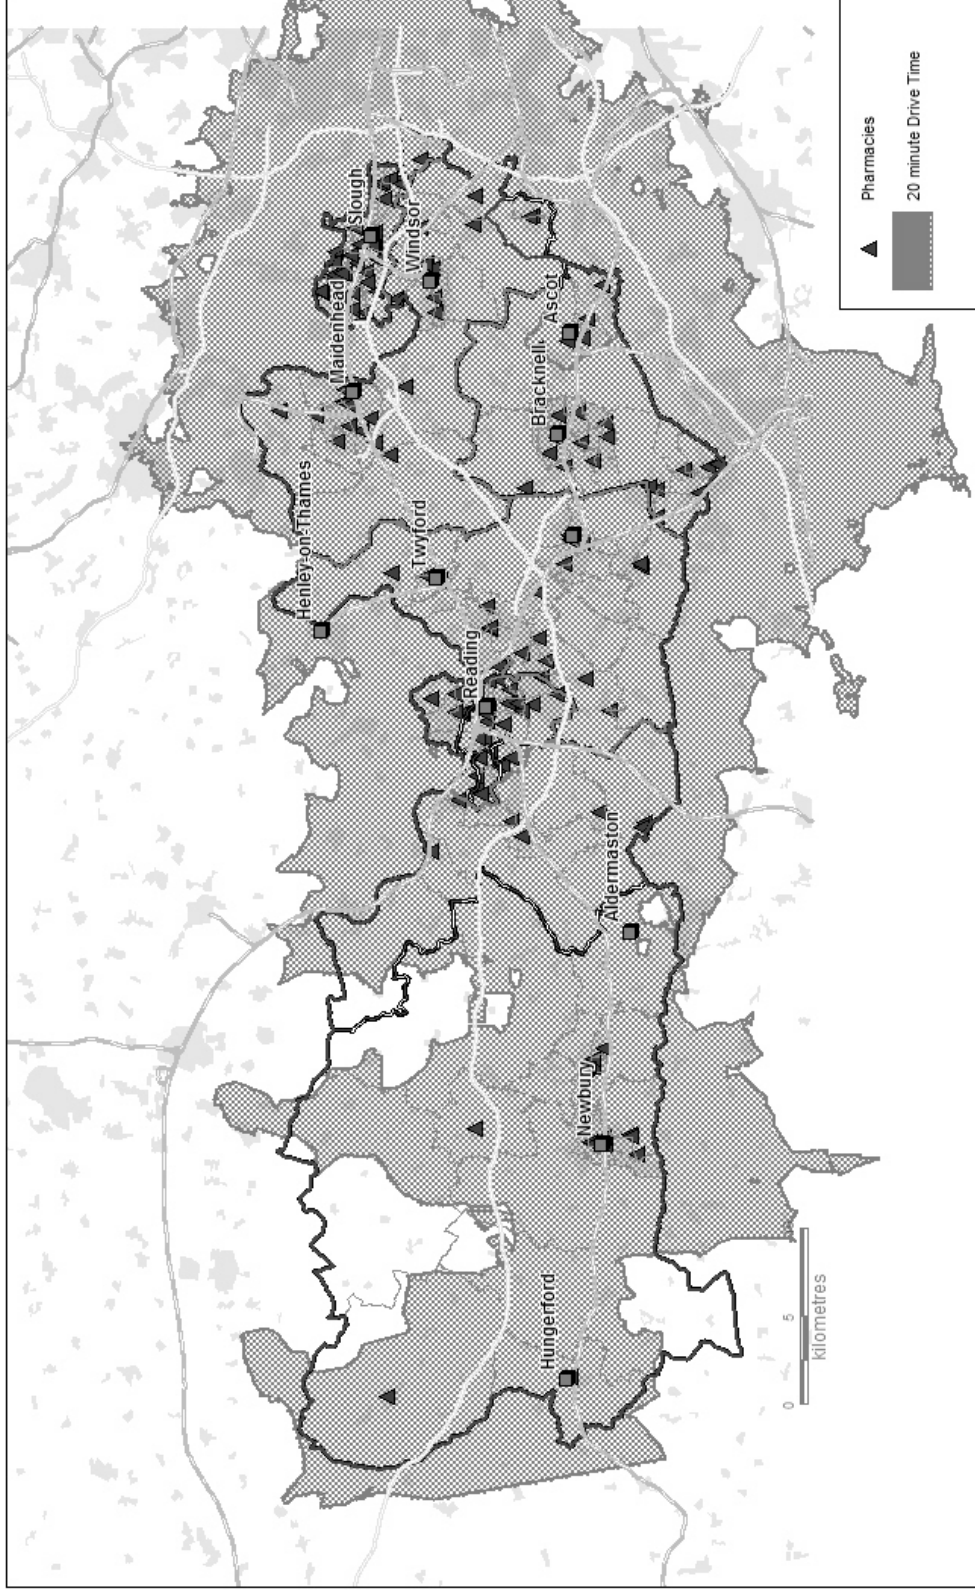 Slough
Windsor
Maidenhead
Ascot
Bracknell
Henley-on-Thames
Twyford
Reading
Aldermaston
Newbury
Hungerford
0 5
kilometres
Pharmacies
20 minute Drive Time